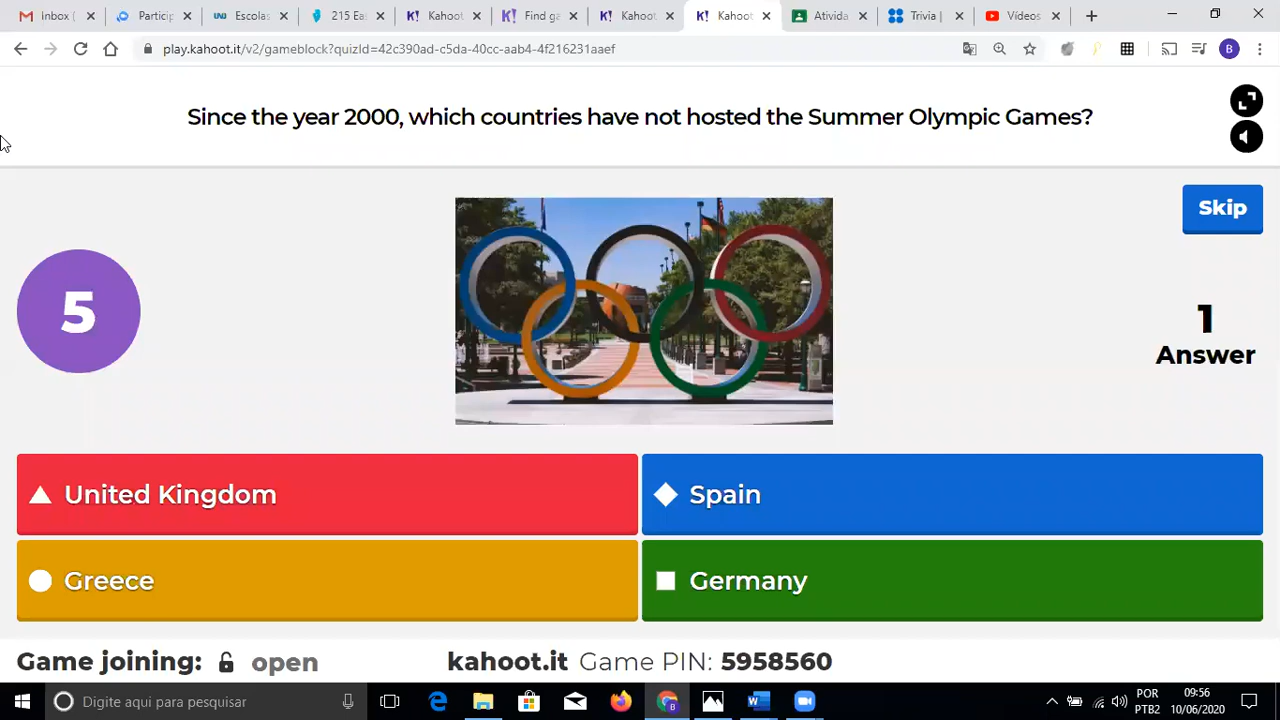 Inbox (
Particip
UNO Escolas
215 Ea
K! Kahoot
K! Find ga
K! Kahoot
K! Kahoot
Ativida
Trivia |
Vídeos
play.kahoot.it/v2/gameblock?quizId=42c390ad-c5da-40cc-aab4-4f216231aaef
B
Since the year 2000, which countries have not hosted the Summer Olympic Games?
Skip
5
1
Answer
United Kingdom
Spain
Greece
Germany
Game joining: open
kahoot.it Game PIN: 5958560
Digite aqui para pesquisar
POR
PTB2
09:56
10/06/2020